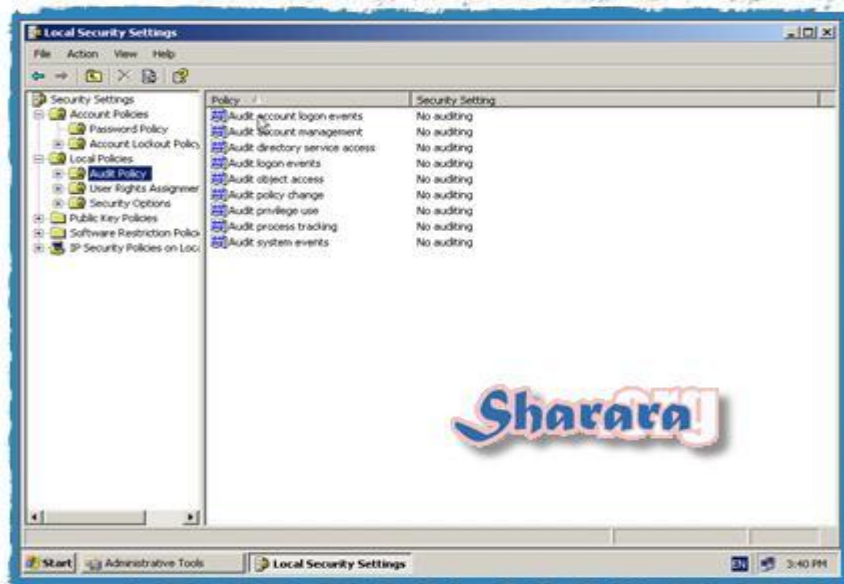 Local Security Settings
File Action View Help
Security Settings
Account Policies
Password Policy
Account Lockout Policy
Local Policies
Audit Policy
User Rights Assignmer
Security Options
Public Key Policies
Software Restriction Polici
IP Security Policies on Loca
Policy Security Setting
Audit account logon events No auditing
Audit account management No auditing
Audit directory service access No auditing
Audit logon events No auditing
Audit object access No auditing
Audit policy change No auditing
Audit privilege use No auditing
Audit process tracking No auditing
Audit system events No auditing
Sharara.org
Start Administrative Tools Local Security Settings EN 3:40 PM